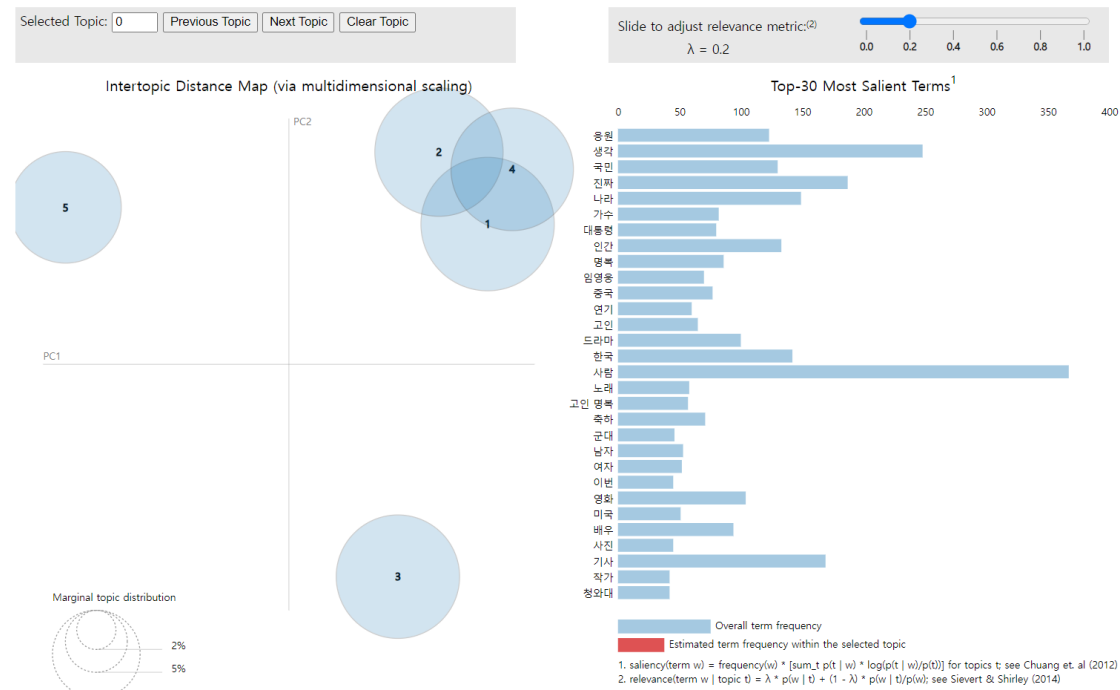 Selected Topic: 0 Previous Topic Next Topic Clear Topic
Slide to adjust relevance metric:(2)
λ = 0.2
0.0 0.2 0.4 0.6 0.8 1.0
Intertopic Distance Map (via multidimensional scaling)
PC2
PC1
2
4
1
5
3
Marginal topic distribution
2%
5%
Top-30 Most Salient Terms1
0 50 100 150 200 250 300 350 400
응원
생각
국민
진짜
나라
가수
대통령
인간
명복
임영웅
중국
연기
고인
드라마
한국
사람
노래
고인 명복
축하
군대
남자
여자
이번
영화
미국
배우
사진
기사
작가
청와대
Overall term frequency
Estimated term frequency within the selected topic
1. saliency(term w) = frequency(w) * [sum_t p(t | w) * log(p(t | w)/p(t))] for topics t; see Chuang et. al (2012)
2. relevance(term w | topic t) = λ * p(w | t) + (1 - λ) * p(w | t)/p(w); see Sievert & Shirley (2014)